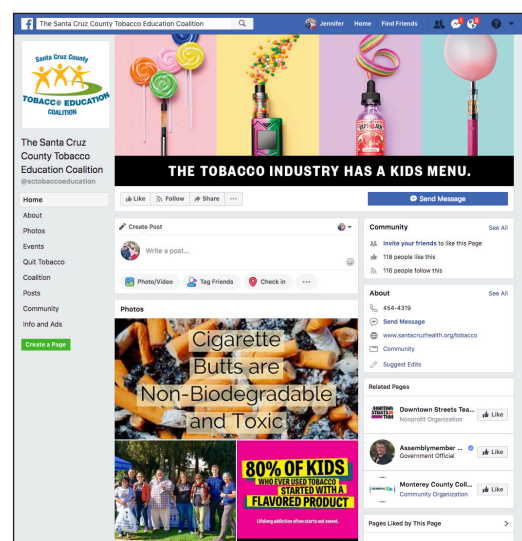 The Santa Cruz County Tobacco Education Coalition
Jennifer Home Find Friends
Santa Cruz County
TOBACCO EDUCATION
COALITION
The Santa Cruz
County Tobacco
Education Coalition
@sctobaccoeducation
Home
About
Photos
Events
Quit Tobacco
Coalition
Posts
Community
Info and Ads
Create a Page
THE TOBACCO INDUSTRY HAS A KIDS MENU.
Like Follow Share ...
Send Message
Create Post
Write a post...
Photo/Video Tag Friends Check in ...
Photos
Cigarette
Butts are
Non-Biodegradable
and Toxic
80% OF KIDS
WHO EVER USED TOBACCO
STARTED WITH A
FLAVORED PRODUCT
Lifelong addiction often starts out sweet.
Community See All
Invite your friends to like this Page
118 people like this
116 people follow this
About See All
454-4319
Send Message
www.santacruzhealth.org/tobacco
Community
Suggest Edits
Related Pages
Downtown Streets Tea...
Nonprofit Organization
Like
Assemblymember ...
Government Official
Like
Monterey County Coll...
Community Organization
Like
Pages Liked by This Page